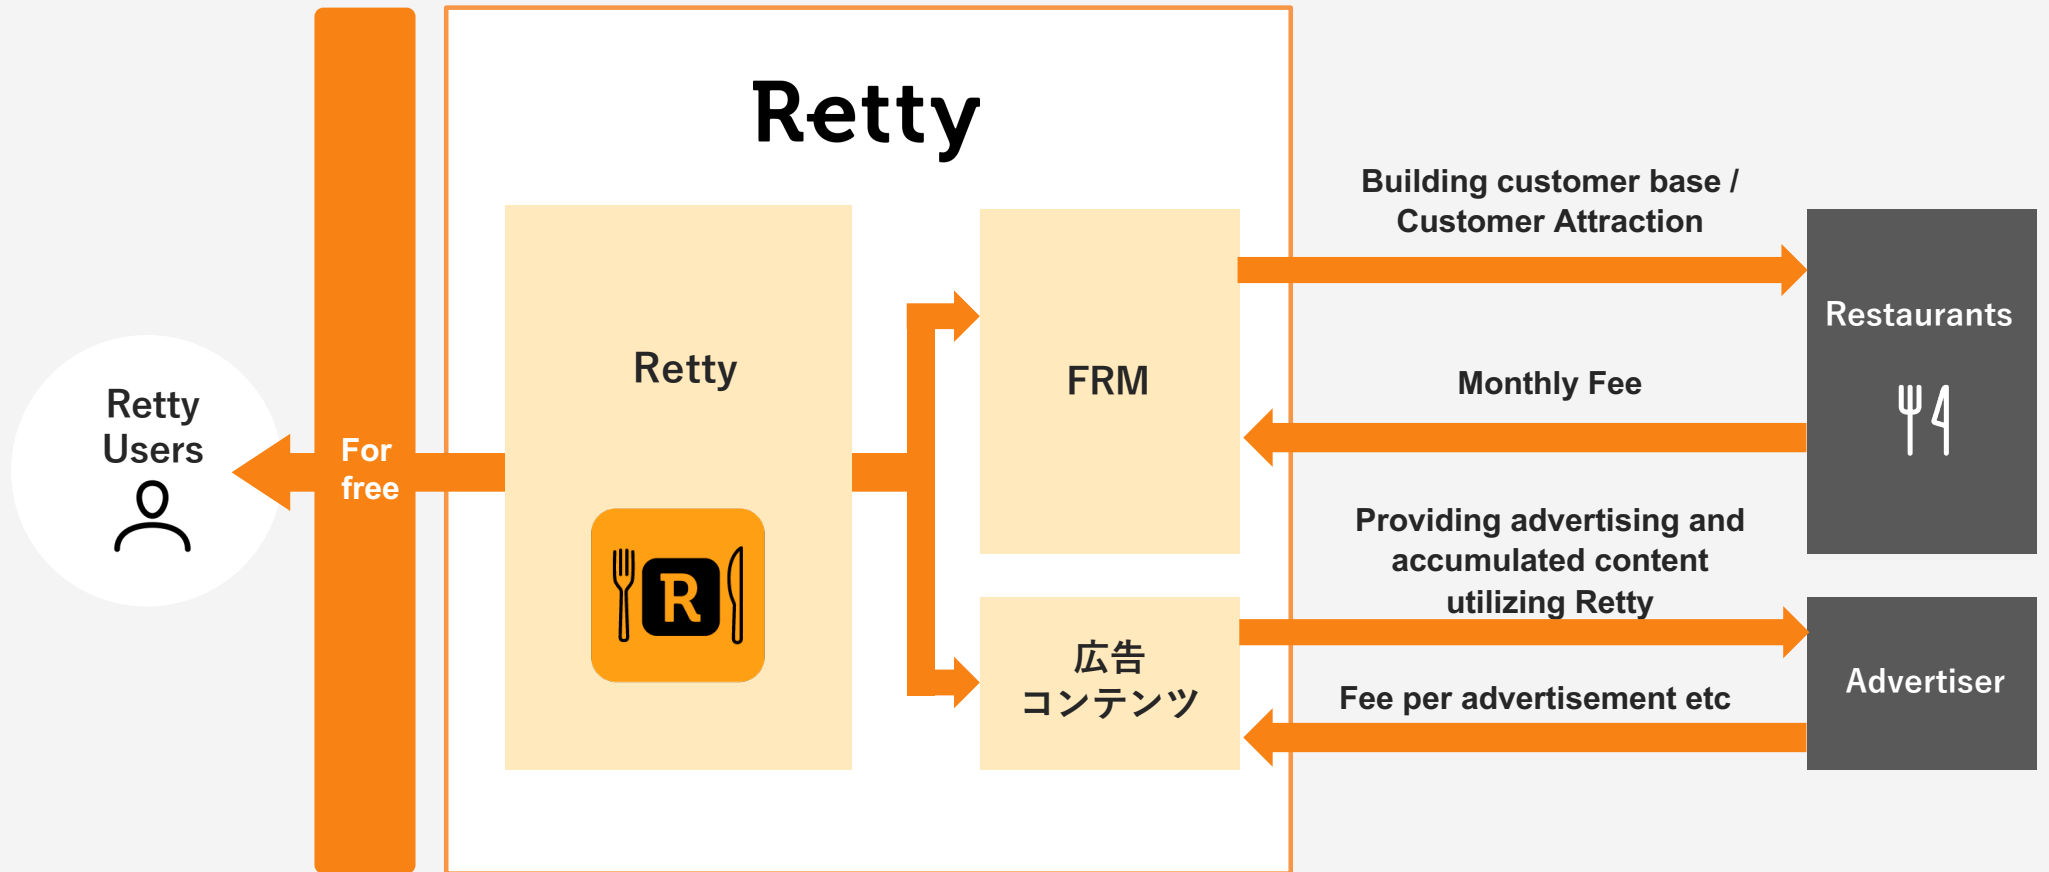 Retty
Building customer base /
Customer Attraction
Restaurants
Retty
FRM
Monthly Fee
Retty
Users
For
free
Providing advertising and
accumulated content
utilizing Retty
R
広告
コンテンツ
Advertiser
Fee per advertisement etc